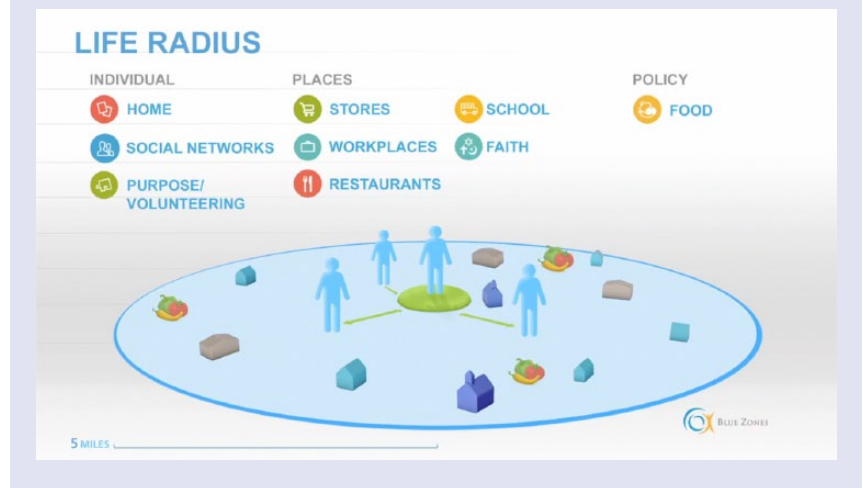 LIFE RADIUS
INDIVIDUAL
HOME
SOCIAL NETWORKS
PURPOSE/
VOLUNTEERING
PLACES
STORES
WORKPLACES
RESTAURANTS
SCHOOL
FAITH
POLICY
FOOD
BLUE ZONES
5 MILES